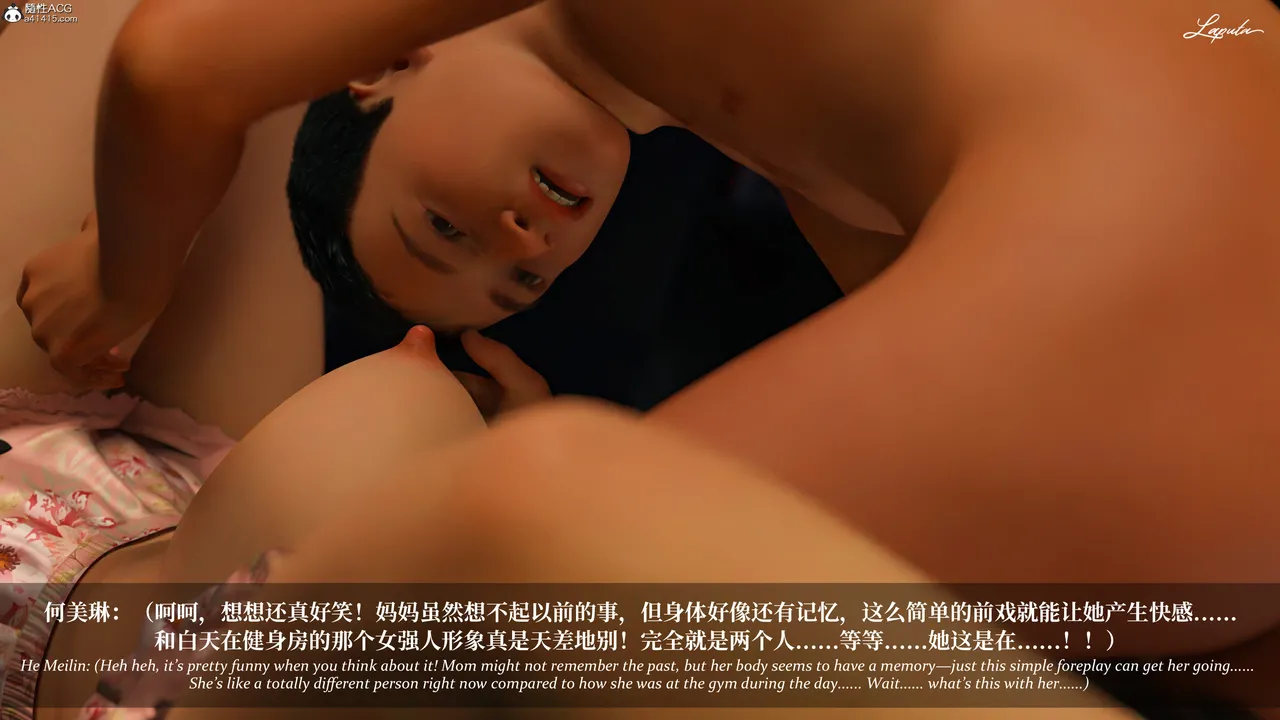 隨性ACG
a41415.com
Laputa
何美琳：（呵呵，想想还真好笑！妈妈虽然想不起以前的事，但身体好像还有记忆，这么简单的前戏就能让她产生快感……
和白天在健身房的那个女强人形象真是天差地别！完全就是两个人……等等……她这是在……！！）
He Meilin: (Heh heh, it's pretty funny when you think about it! Mom might not remember the past, but her body seems to have a memory—just this simple foreplay can get her going......
She's like a totally different person right now compared to how she was at the gym during the day...... Wait...... what's this with her......)